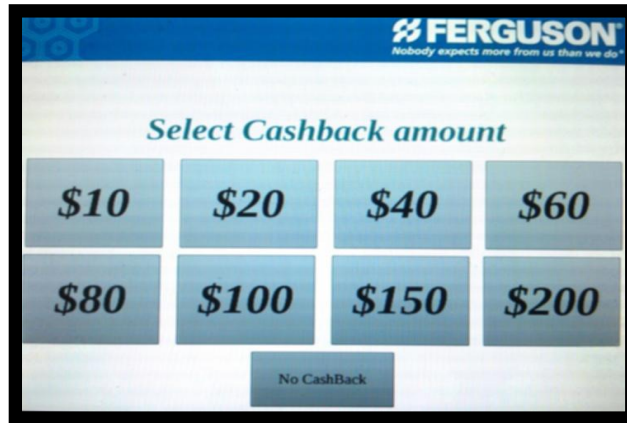 FERGUSON®
Nobody expects more from us than we do®
Select Cashback amount
$10 $20 $40 $60
$80 $100 $150 $200
No CashBack